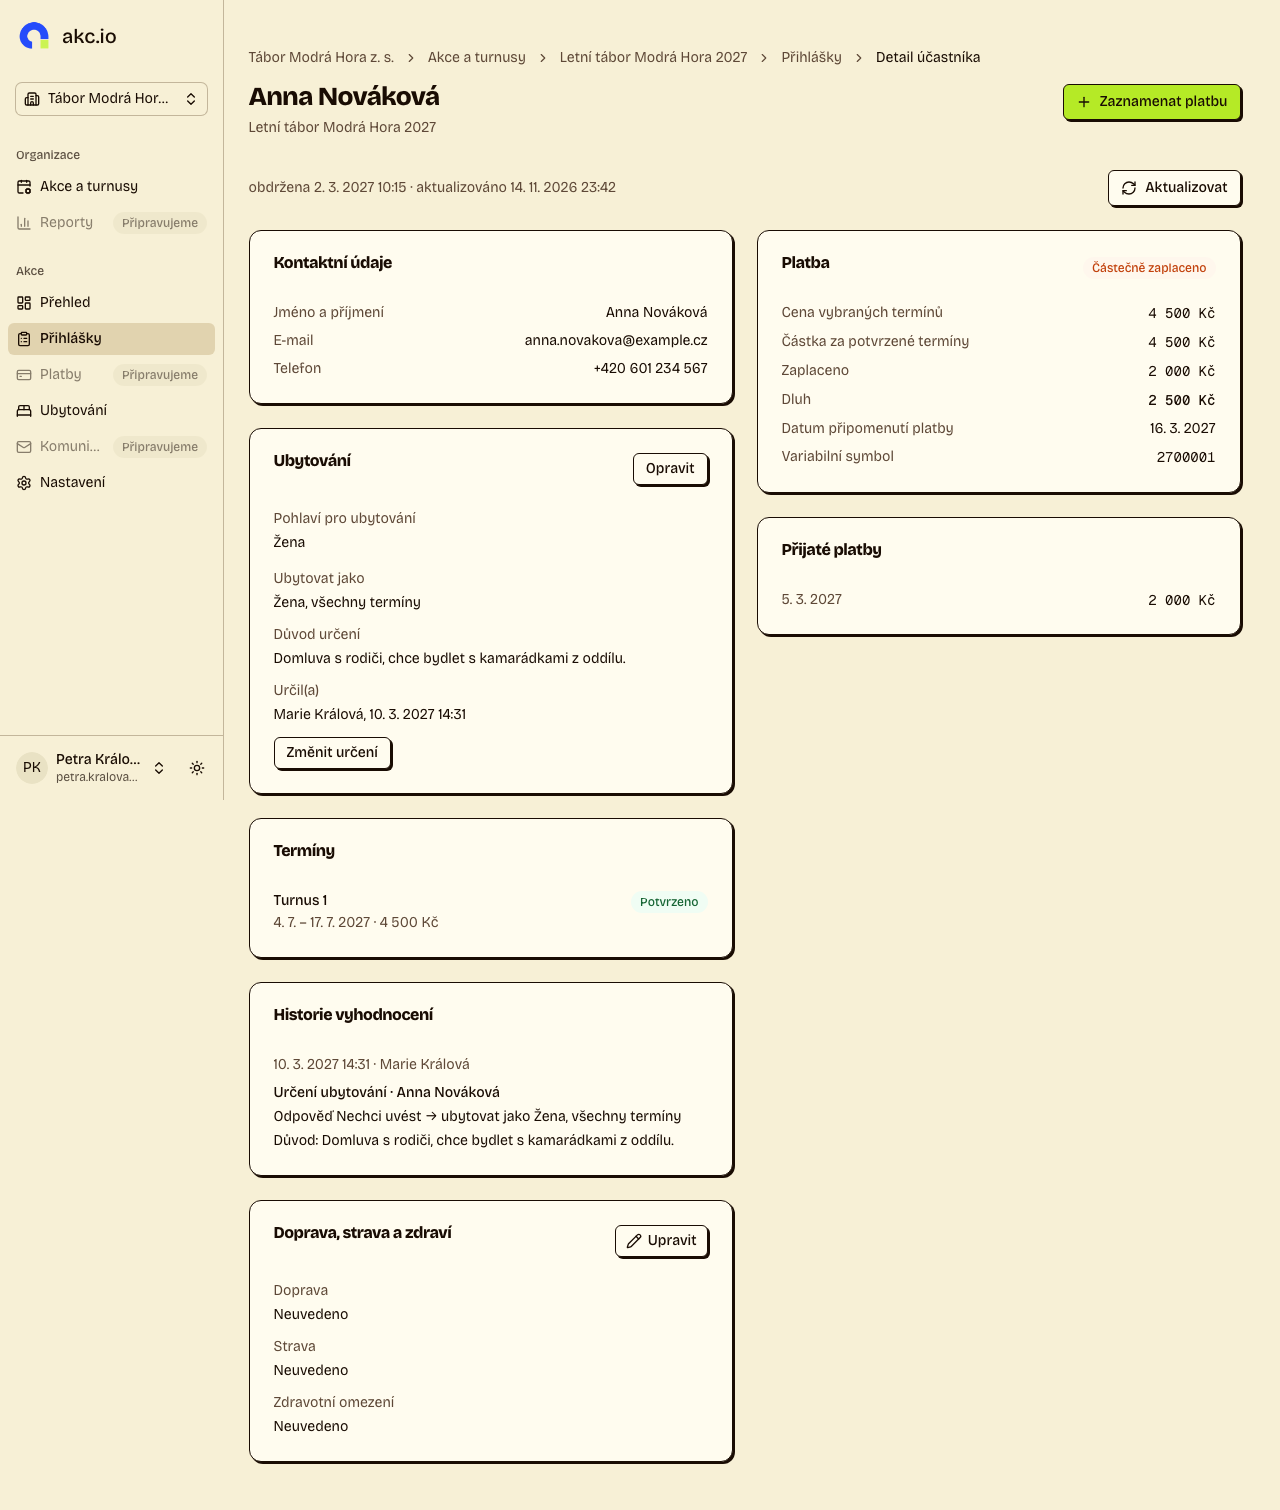 akc.io
Tábor Modrá Hor...
Organizace
Akce a turnusy
Reporty
Připravujeme
Akce
Přehled
Přihlášky
Platby
Připravujeme
Ubytování
Komuni...
Připravujeme
Nastavení
PK
Petra Králo...
petra.kralova...
Tábor Modrá Hora z. s. > Akce a turnusy > Letní tábor Modrá Hora 2027 > Přihlášky > Detail účastníka
Anna Nováková
Letní tábor Modrá Hora 2027
Zaznamenat platbu
obdržena 2. 3. 2027 10:15 · aktualizováno 14. 11. 2026 23:42
Aktualizovat
Kontaktní údaje
Jméno a příjmení Anna Nováková
E-mail anna.novakova@example.cz
Telefon +420 601 234 567
Ubytování
Opravit
Pohlaví pro ubytování
Žena
Ubytovat jako
Žena, všechny termíny
Důvod určení
Domluva s rodiči, chce bydlet s kamarádkami z oddílu.
Určil(a)
Marie Králová, 10. 3. 2027 14:31
Změnit určení
Termíny
Turnus 1
Potvrzeno
4. 7. – 17. 7. 2027 · 4 500 Kč
Historie vyhodnocení
10. 3. 2027 14:31 · Marie Králová
Určení ubytování · Anna Nováková
Odpověď Nechci uvést → ubytovat jako Žena, všechny termíny
Důvod: Domluva s rodiči, chce bydlet s kamarádkami z oddílu.
Doprava, strava a zdraví
Upravit
Doprava
Neuvedeno
Strava
Neuvedeno
Zdravotní omezení
Neuvedeno
Platba
Částečně zaplaceno
Cena vybraných termínů 4 500 Kč
Částka za potvrzené termíny 4 500 Kč
Zaplaceno 2 000 Kč
Dluh 2 500 Kč
Datum připomenutí platby 16. 3. 2027
Variabilní symbol 2700001
Přijaté platby
5. 3. 2027 2 000 Kč